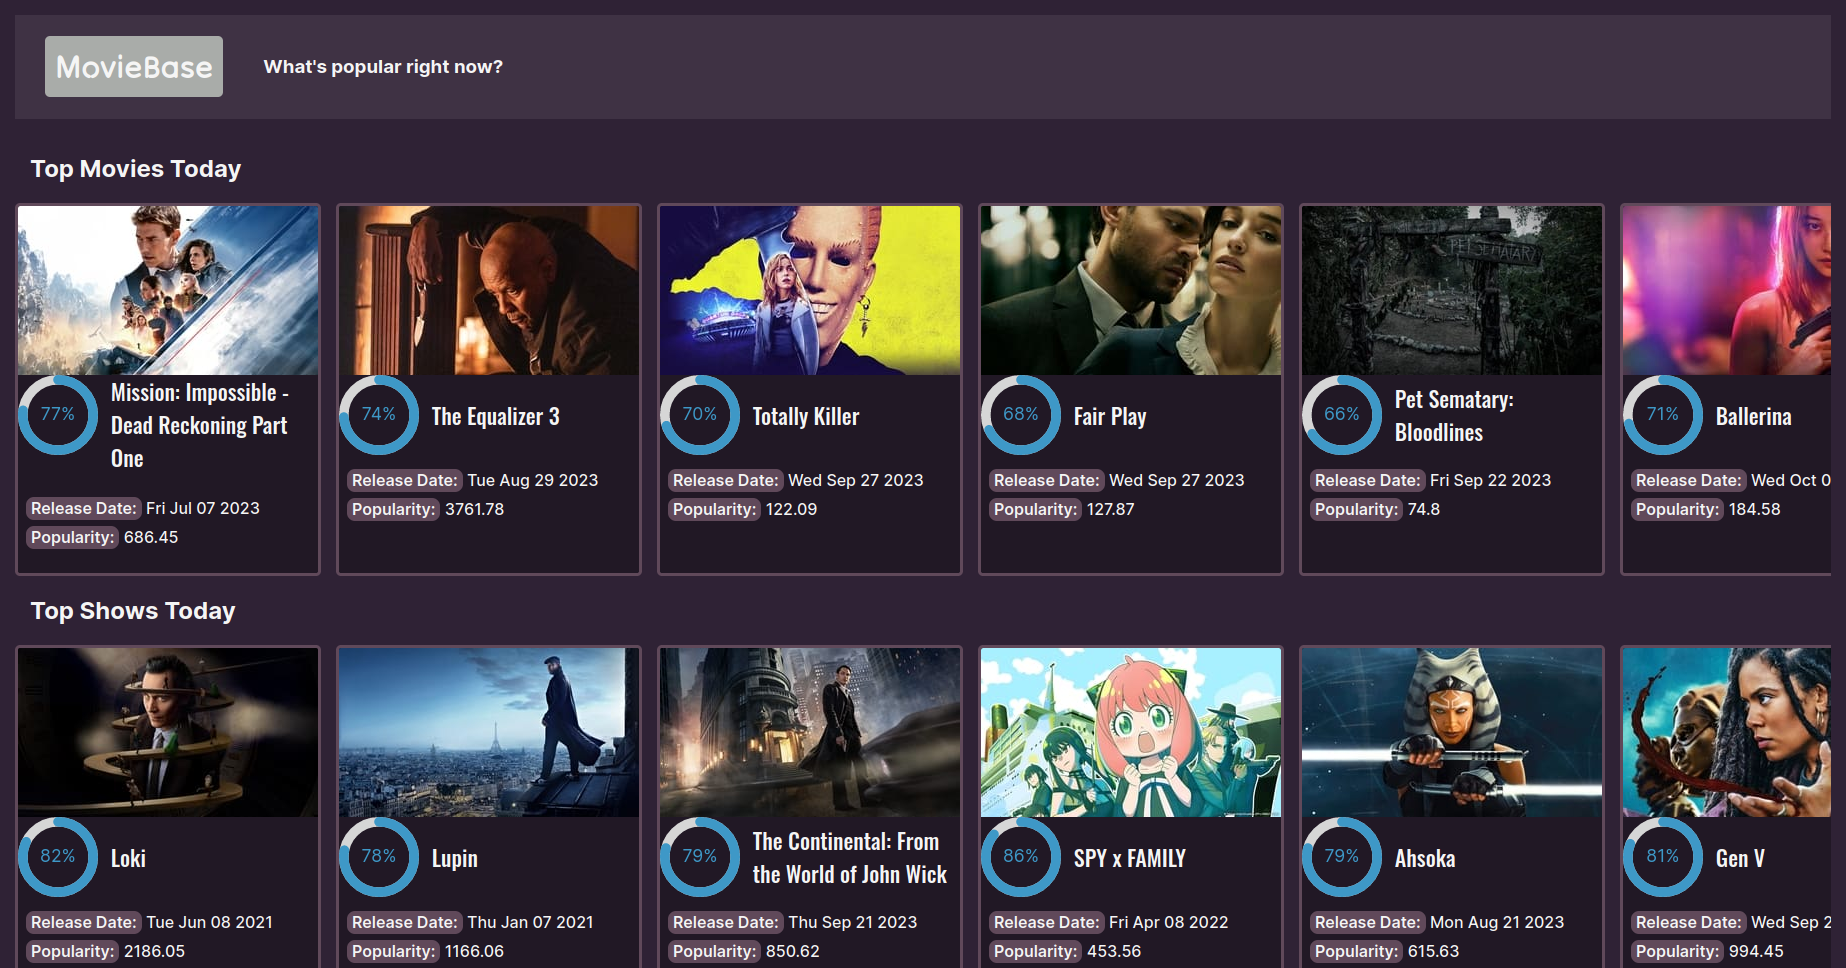 MovieBase
What's popular right now?
Top Movies Today
PET SEMATARY
77%
Mission: Impossible -
Dead Reckoning Part
One
Release Date: Fri Jul 07 2023
Popularity: 686.45
74%
The Equalizer 3
Release Date: Tue Aug 29 2023
Popularity: 3761.78
70%
Totally Killer
Release Date: Wed Sep 27 2023
Popularity: 122.09
68%
Fair Play
Release Date: Wed Sep 27 2023
Popularity: 127.87
66%
Pet Sematary:
Bloodlines
Release Date: Fri Sep 22 2023
Popularity: 74.8
71%
Ballerina
Release Date: Wed Oct 0
Popularity: 184.58
Top Shows Today
82%
Loki
Release Date: Tue Jun 08 2021
Popularity: 2186.05
78%
Lupin
Release Date: Thu Jan 07 2021
Popularity: 1166.06
79%
The Continental: From
the World of John Wick
Release Date: Thu Sep 21 2023
Popularity: 850.62
86%
SPY x FAMILY
Release Date: Fri Apr 08 2022
Popularity: 453.56
79%
Ahsoka
Release Date: Mon Aug 21 2023
Popularity: 615.63
81%
Gen V
Release Date: Wed Sep 2
Popularity: 994.45